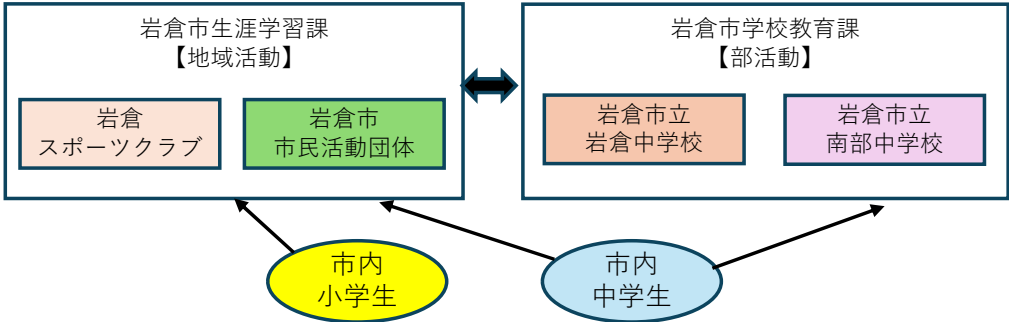 岩倉市生涯学習課
【地域活動】
岩倉
スポーツクラブ
岩倉市
市民活動団体
岩倉市学校教育課
【部活動】
岩倉市立
岩倉中学校
岩倉市立
南部中学校
市内
小学生
市内
中学生